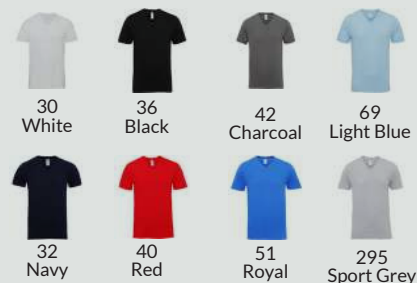 30
White
36
Black
42
Charcoal
69
Light Blue
32
Navy
40
Red
51
Royal
295
Sport Grey